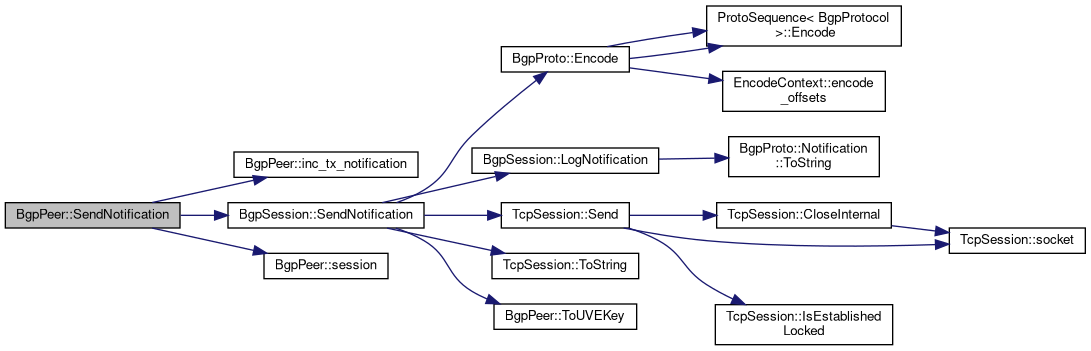 BgpPeer::SendNotification
BgpPeer::inc_tx_notification
BgpSession::SendNotification
BgpPeer::session
BgpProto::Encode
BgpSession::LogNotification
TcpSession::Send
TcpSession::ToString
BgpPeer::ToUVEKey
ProtoSequence< BgpProtocol
>::Encode
EncodeContext::encode
_offsets
BgpProto::Notification
::ToString
TcpSession::CloseInternal
TcpSession::IsEstablished
Locked
TcpSession::socket